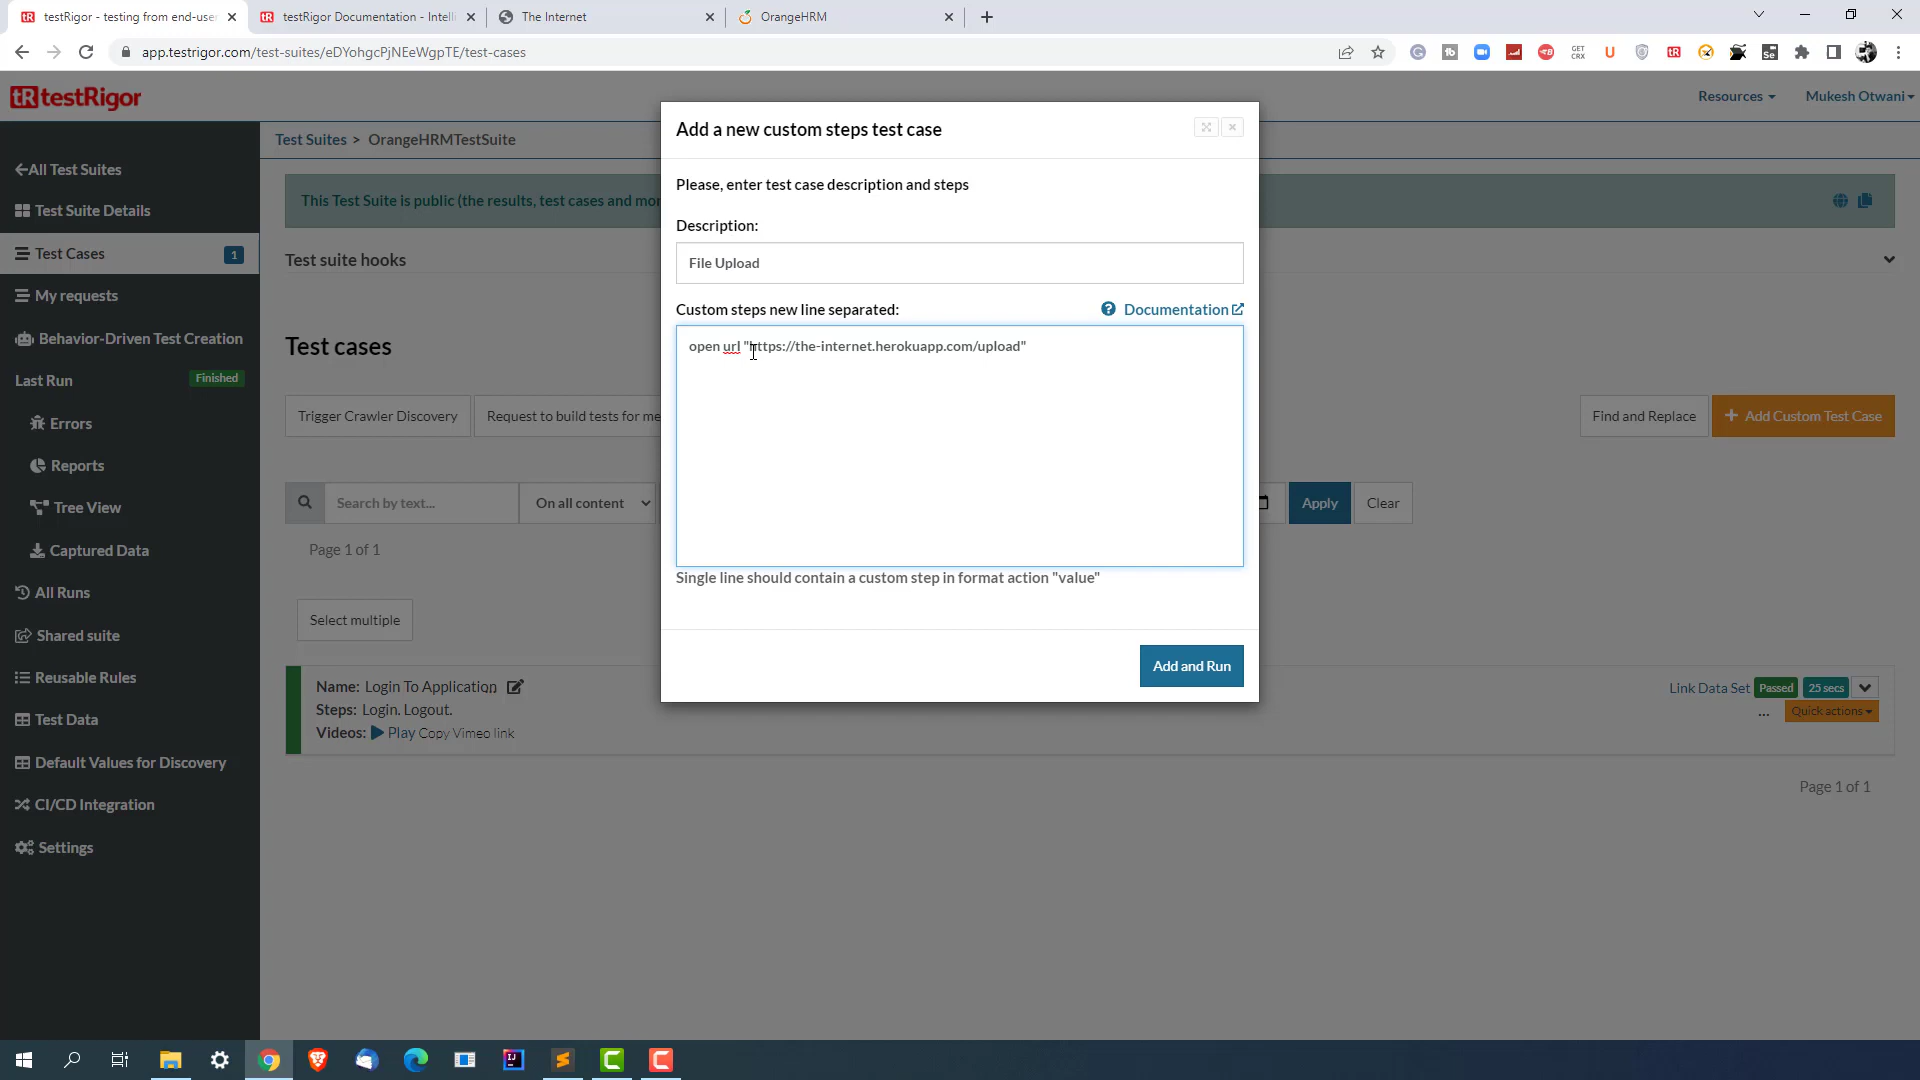 testRigor - testing from end-user
testRigor Documentation - Intelli
The Internet
OrangeHRM
app.testrigor.com/test-suites/eDYohgcPjNEeWgpTE/test-cases
GET
CRX
tR testRigor
Resources
Mukesh Otwani
All Test Suites
Test Suite Details
Test Cases
1
My requests
Behavior-Driven Test Creation
Last Run
Finished
Errors
Reports
Tree View
Captured Data
All Runs
Shared suite
Reusable Rules
Test Data
Default Values for Discovery
CI/CD Integration
Settings
Test Suites > OrangeHRMTestSuite
This Test Suite is public (the results, test cases and mor
Test suite hooks
Test cases
Trigger Crawler Discovery
Request to build tests for me
Find and Replace
+ Add Custom Test Case
Search by text...
On all content
Apply
Clear
Page 1 of 1
Select multiple
Name: Login To Application
Steps: Login. Logout.
Videos: Play Copy Vimeo link
Link Data Set
Passed
25 secs
...
Quick actions
Page 1 of 1
Add a new custom steps test case
Please, enter test case description and steps
Description:
File Upload
Custom steps new line separated:
Documentation
open url "https://the-internet.herokuapp.com/upload"
Single line should contain a custom step in format action "value"
Add and Run